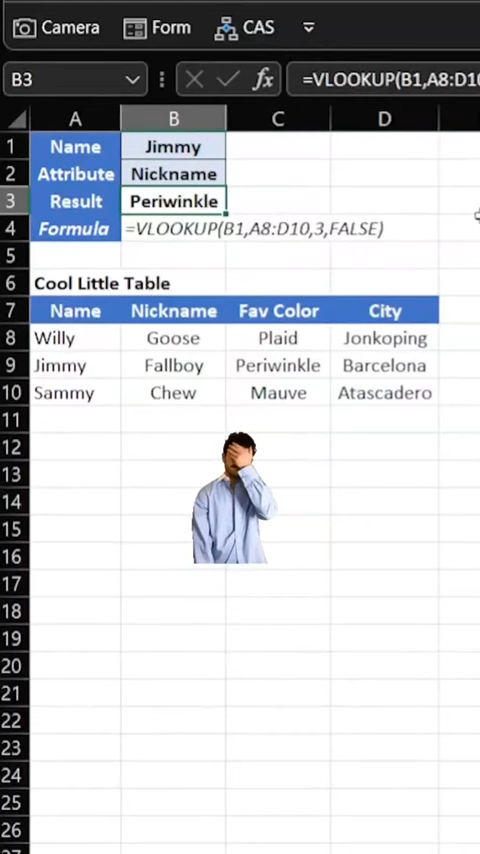 Camera Form CAS
B3 fx =VLOOKUP(B1,A8:D10
A B C D
1 Name Jimmy
2 Attribute Nickname
3 Result Periwinkle
4 Formula =VLOOKUP(B1,A8:D10,3,FALSE)
5
6 Cool Little Table
7 Name Nickname Fav Color City
8 Willy Goose Plaid Jonkoping
9 Jimmy Fallboy Periwinkle Barcelona
10 Sammy Chew Mauve Atascadero
11
12
13
14
15
16
17
18
19
20
21
22
23
24
25
26
27